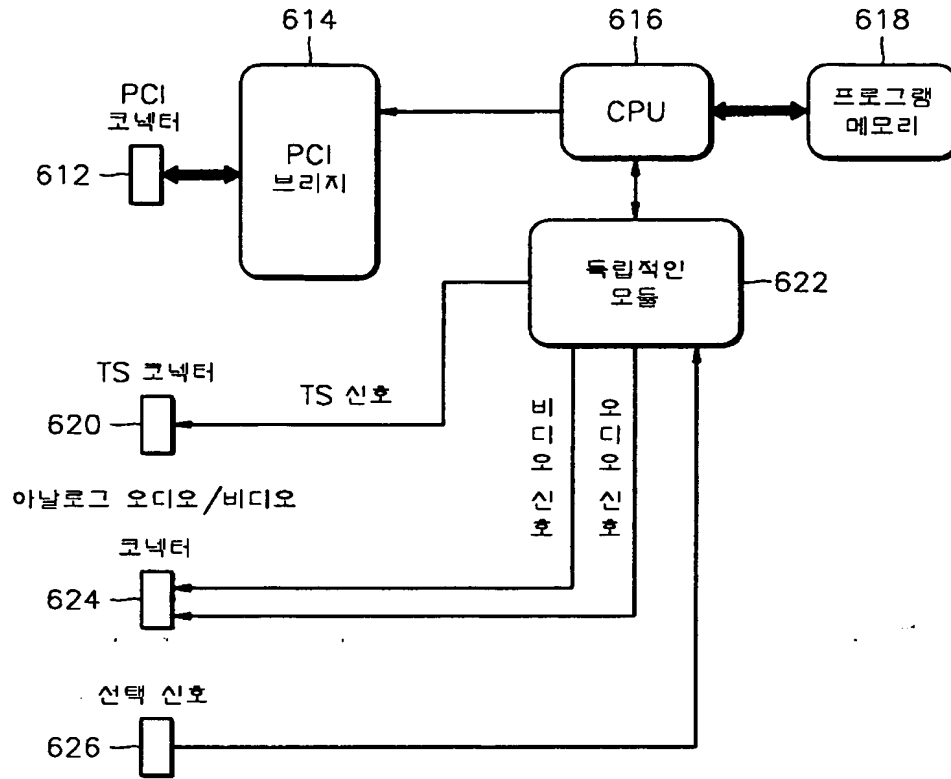 614
616
618
PCI
코넥터
612
PCI
브리지
CPU
프로그램
메모리
독립적인
모듈
622
TS 코넥터
620
TS 신호
비디오 신호
오디오 신호
아날로그 오디오/비디오
코넥터
624
선택 신호
626